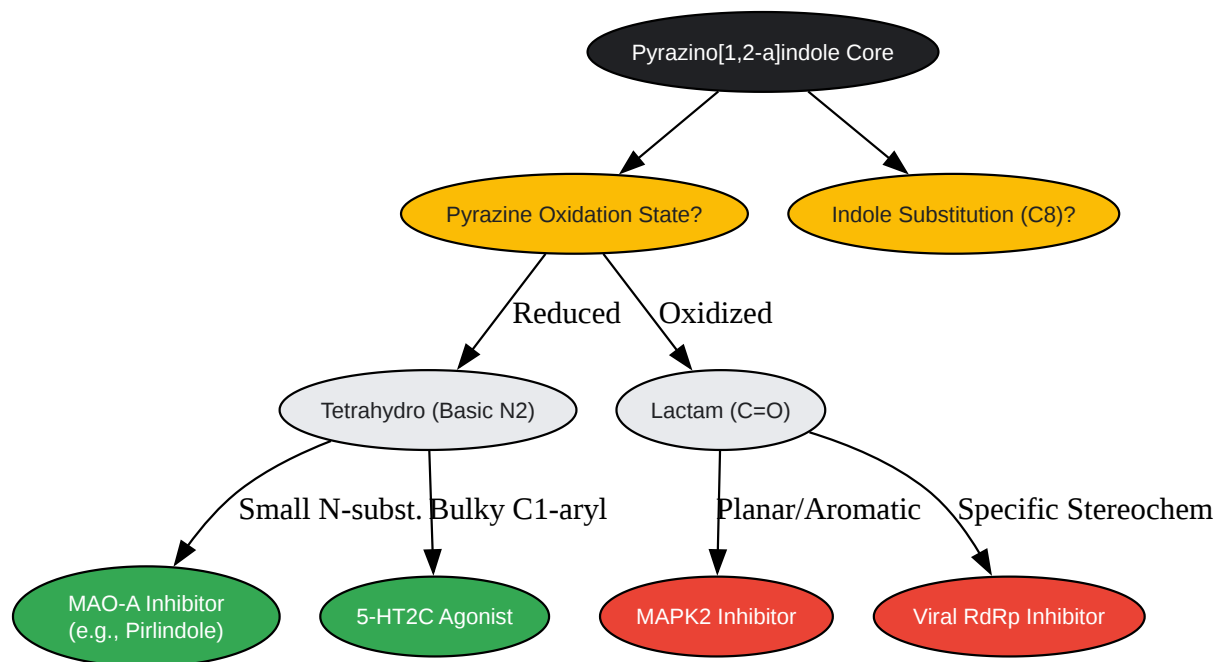 Pyrazino[1,2-a]indole Core
Pyrazine Oxidation State?
Indole Substitution (C8)?
Reduced
Oxidized
Tetrahydro (Basic N2)
Lactam (C=O)
Small N-subst.
Bulky C1-aryl
Planar/Aromatic
Specific Stereochem
MAO-A Inhibitor
(e.g., Pirlindole)
5-HT2C Agonist
MAPK2 Inhibitor
Viral RdRp Inhibitor